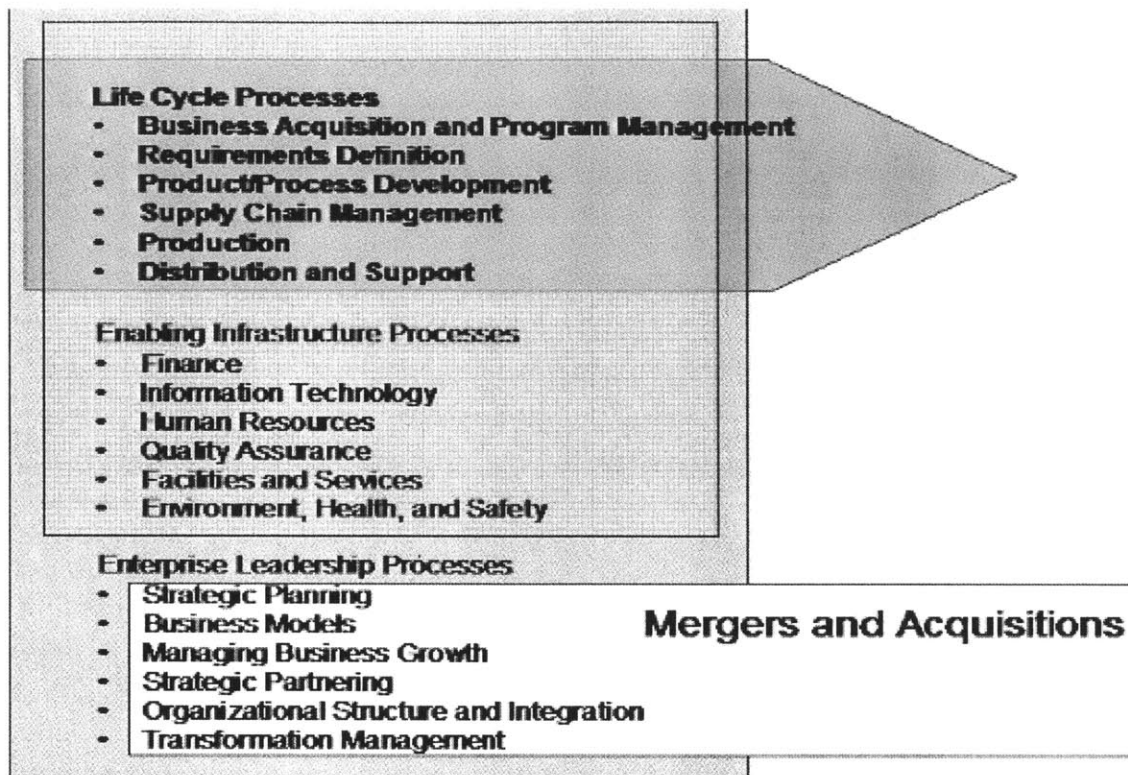 Life Cycle Processes
• Business Acquisition and Program Management
• Requirements Definition
• Product/Process Development
• Supply Chain Management
• Production
• Distribution and Support
Enabling Infrastructure Processes
• Finance
• Information Technology
• Human Resources
• Quality Assurance
• Facilities and Services
• Environment, Health, and Safety
Enterprise Leadership Processes
• Strategic Planning
• Business Models
Mergers and Acquisitions
• Managing Business Growth
• Strategic Partnering
• Organizational Structure and Integration
• Transformation Management